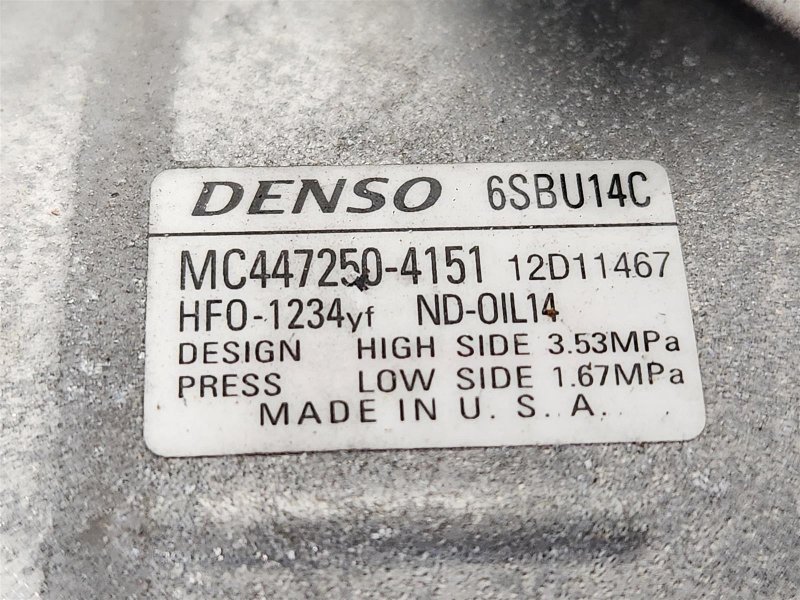 DENSO 6SBU14C
MC447250-4151 12D11467
HFO-1234yf ND-OIL14
DESIGN HIGH SIDE 3.53MPa
PRESS LOW SIDE 1.67MPa
MADE IN U. S. A.